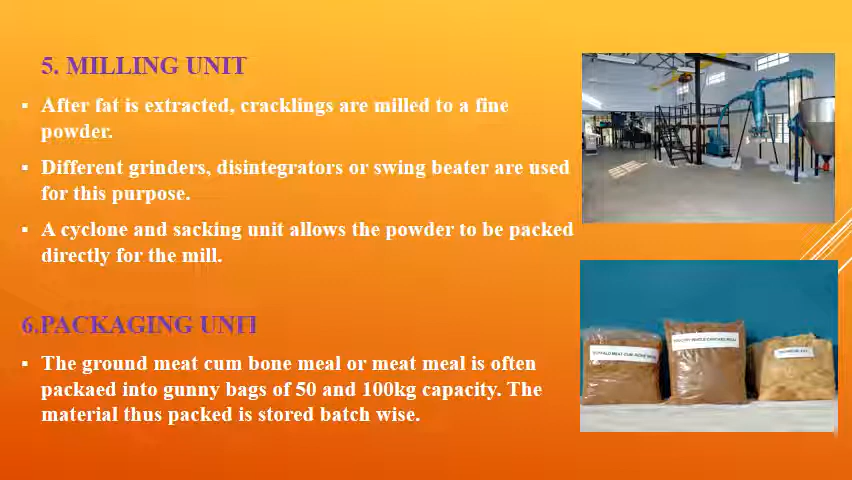 5. MILLING UNIT
▪ After fat is extracted, cracklings are milled to a fine
powder.
▪ Different grinders, disintegrators or swing beater are used
for this purpose.
▪ A cyclone and sacking unit allows the powder to be packed
directly for the mill.
6.PACKAGING UNIT
▪ The ground meat cum bone meal or meat meal is often
packaed into gunny bags of 50 and 100kg capacity. The
material thus packed is stored batch wise.
MEAT CUM BONE